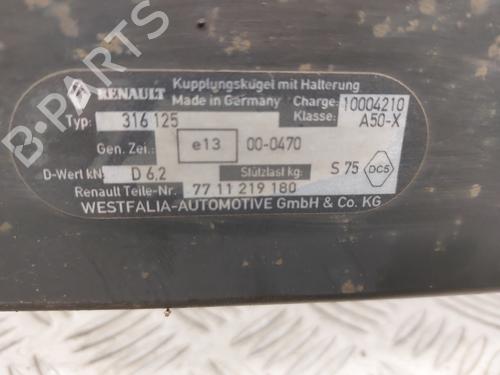 B-PARTS
RENAULT
Kupplungskugel mit Halterung
Made in Germany Charge: 10004210
Typ: 316 125 Klasse: A50-X
Gen. Zei.: e13 00-0470
D-Wert kN: D 6,2 Stützlast kg: S 75 DC5
Renault Teile-Nr. 77 11 219 180
WESTFALIA-AUTOMOTIVE GmbH & Co. KG